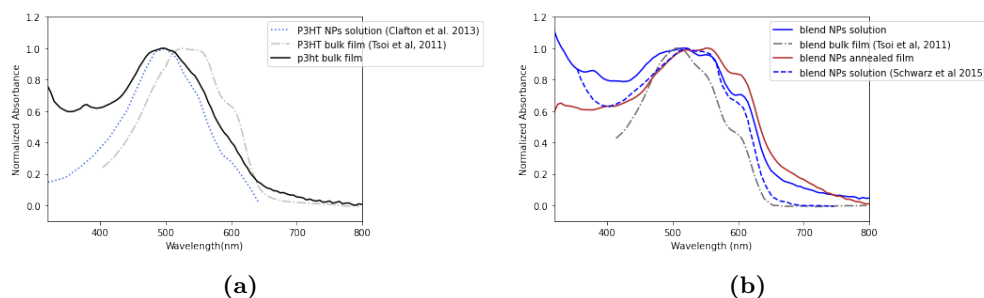 P3HT NPs solution (Clafton et al. 2013)
P3HT bulk film (Tsoi et al, 2011)
p3ht bulk film
1.2
1.0
0.8
0.6
0.4
0.2
0.0
Normalized Absorbance
400
500
600
700
800
Wavelength(nm)
(a)
blend NPs solution
blend bulk film (Tsoi et al, 2011)
blend NPs annealed film
blend NPs solution (Schwarz et al 2015)
1.2
1.0
0.8
0.6
0.4
0.2
0.0
Normalized Absorbance
400
500
600
700
800
Wavelength (nm)
(b)